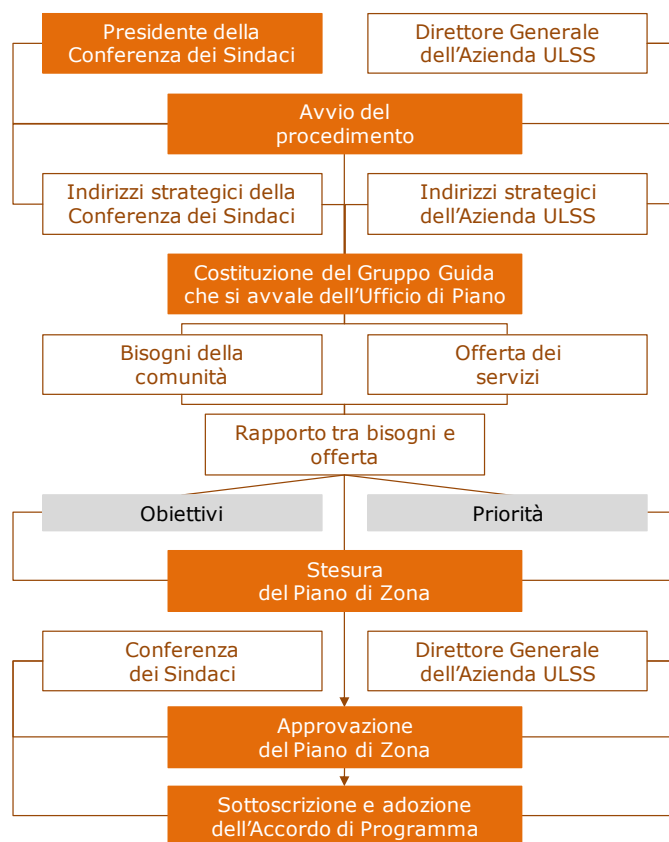 Presidente della
Conferenza dei Sindaci
Direttore Generale
dell'Azienda ULSS
Avvio del
procedimento
Indirizzi strategici della
Conferenza dei Sindaci
Indirizzi strategici
dell'Azienda ULSS
Costituzione del Gruppo Guida
che si avvale dell'Ufficio di Piano
Bisogni della
comunità
Offerta dei
servizi
Rapporto tra bisogni e
offerta
Obiettivi
Priorità
Stesura
del Piano di Zona
Conferenza
dei Sindaci
Direttore Generale
dell'Azienda ULSS
Approvazione
del Piano di Zona
Sottoscrizione e adozione
dell'Accordo di Programma